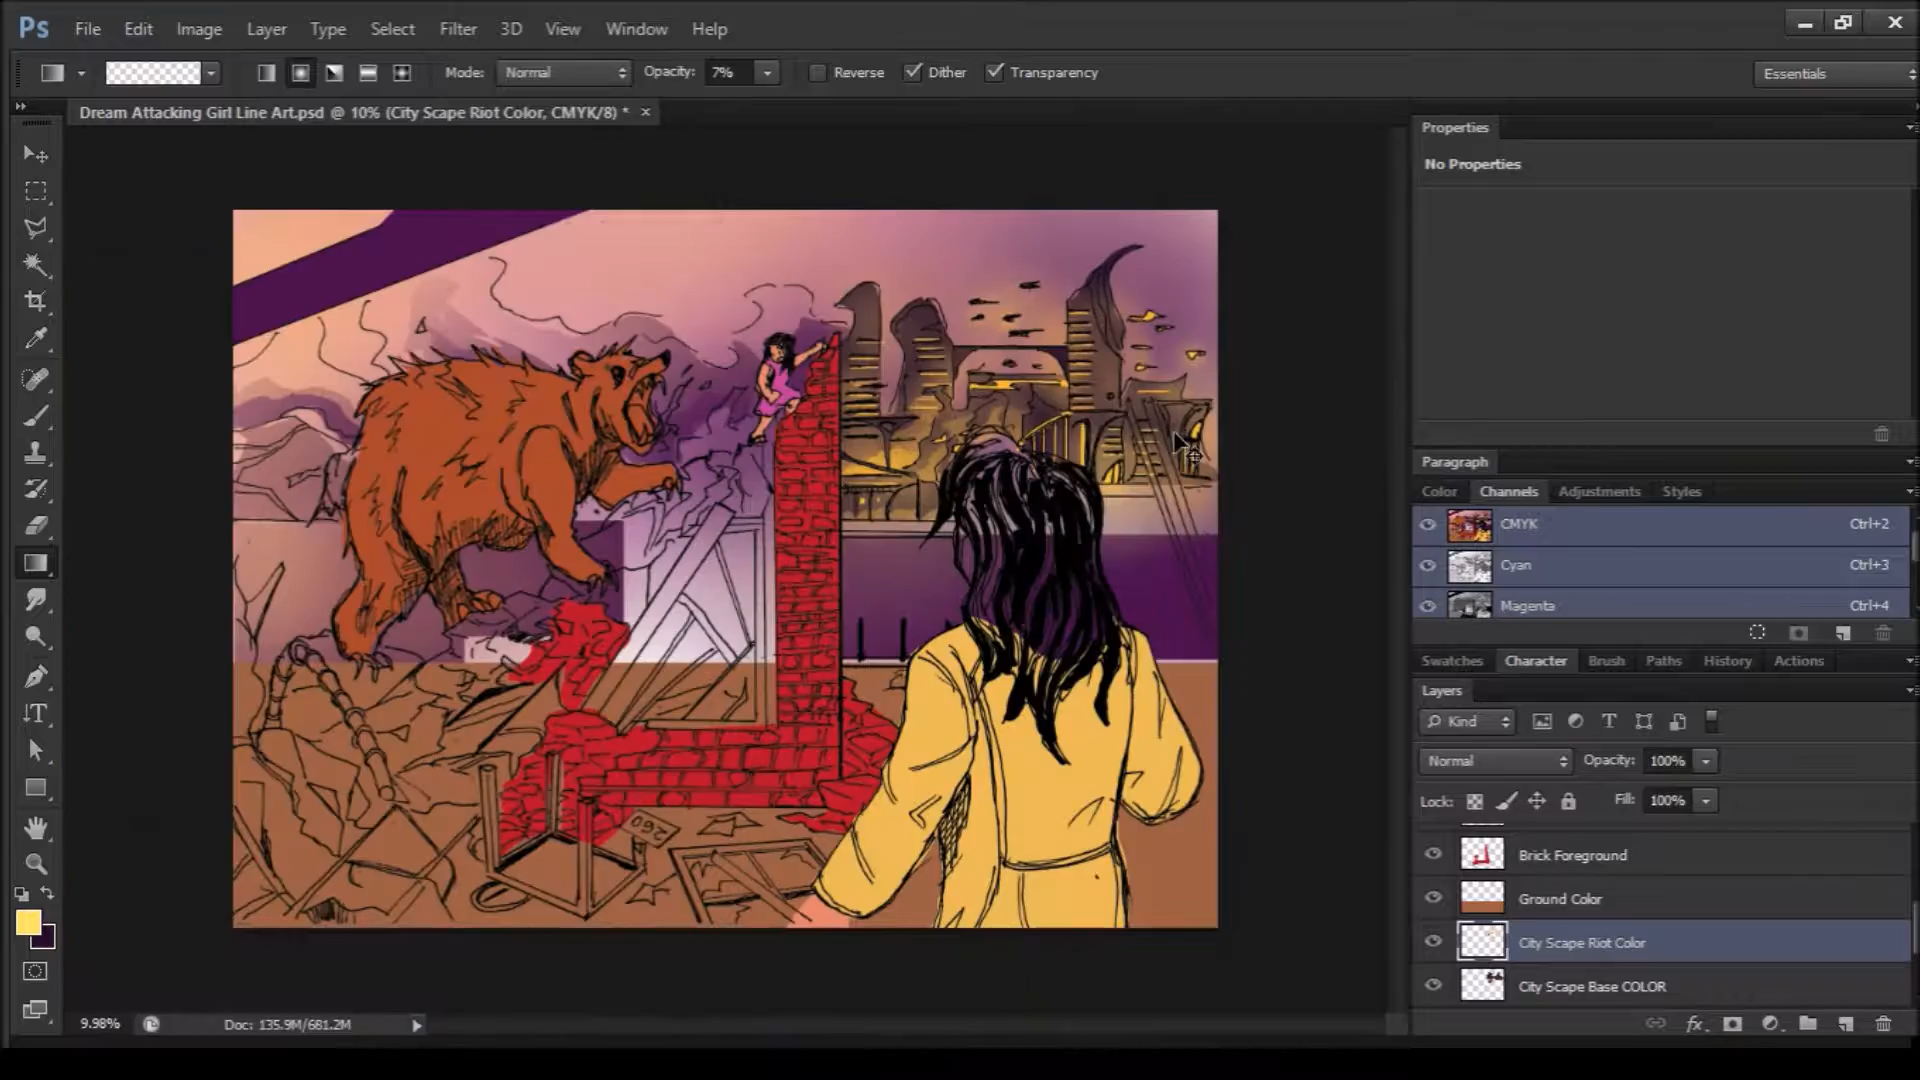 Ps File Edit Image Layer Type Select Filter 3D View Window Help
Mode: Normal Opacity: 7% Reverse Dither Transparency Essentials
Dream Attacking Girl Line Art.psd @ 10% (City Scape Riot Color, CMYK/8) * ×
Properties
No Properties
Paragraph
Color Channels Adjustments Styles
CMYK Ctrl+2
Cyan Ctrl+3
Magenta Ctrl+4
Swatches Character Brush Paths History Actions
Layers
Kind
Normal Opacity: 100%
Lock: Fill: 100%
Brick Foreground
Ground Color
City Scape Riot Color
City Scape Base COLOR
260
9.98% Doc: 135.9M/681.2M